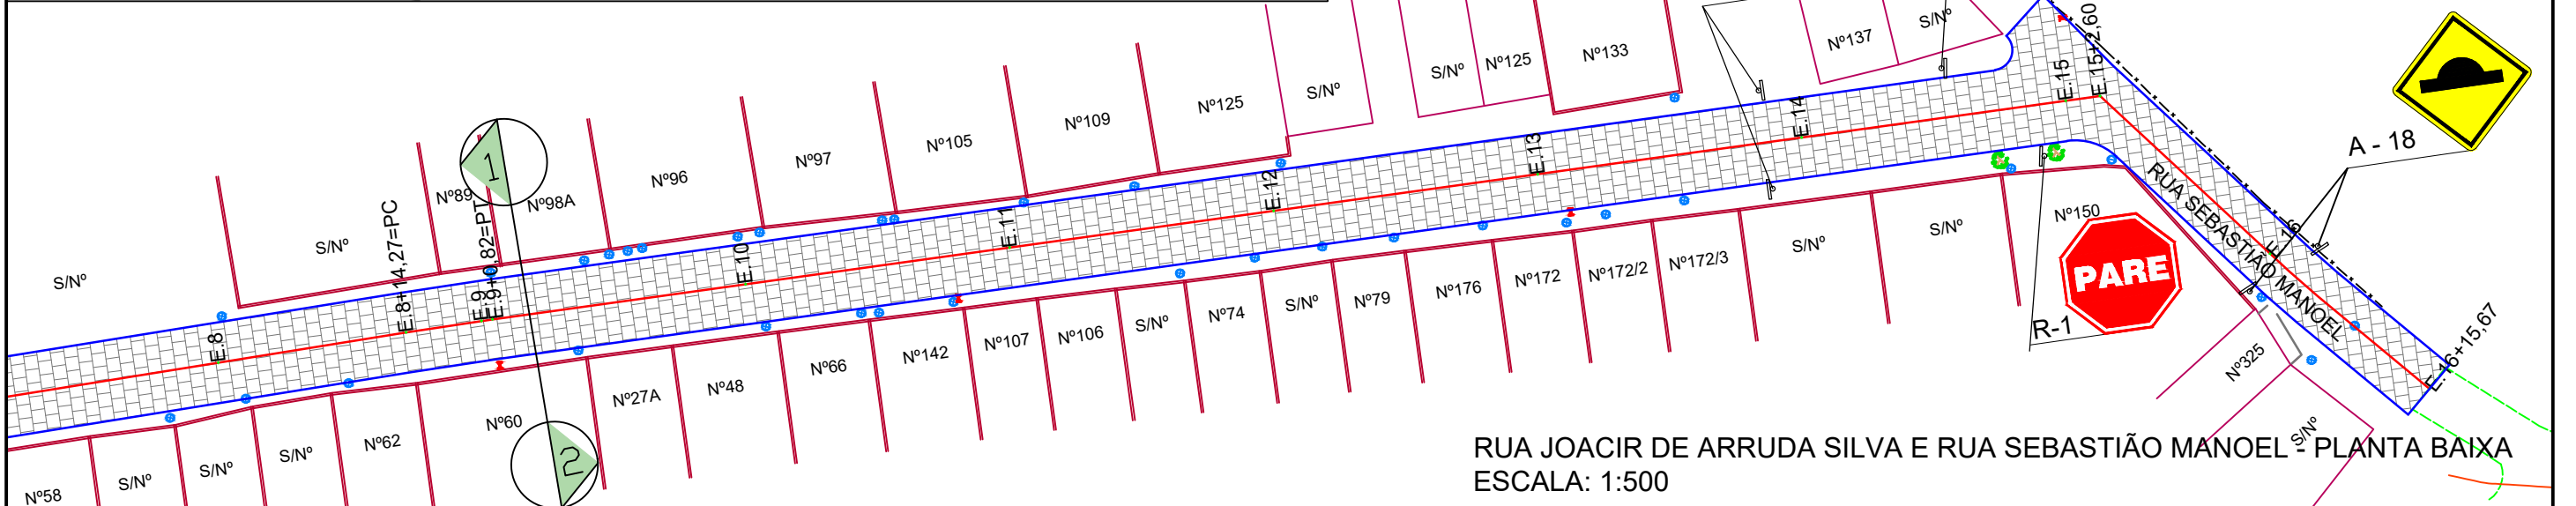 S/Nº
S/Nº
Nº89
Nº98A
Nº96
Nº97
Nº105
Nº109
Nº125
S/Nº
S/Nº
Nº125
Nº133
Nº137
S/Nº
1
E.8
E.8+14,27=PC
E.9
E.9+0,82=PT
E.10
E.11
E.12
E.13
E.14
E.15
E.15+2,60
E.16
E.16+15,67
A - 18
RUA SEBASTIÃO MANOEL
Nº58
S/Nº
S/Nº
S/Nº
Nº62
Nº60
2
Nº27A
Nº48
Nº66
Nº142
Nº107
Nº106
S/Nº
Nº74
S/Nº
Nº79
Nº176
Nº172
Nº172/2
Nº172/3
S/Nº
S/Nº
Nº150
PARE
R-1
Nº325
S/Nº
RUA JOACIR DE ARRUDA SILVA E RUA SEBASTIÃO MANOEL - PLANTA BAIXA
ESCALA: 1:500